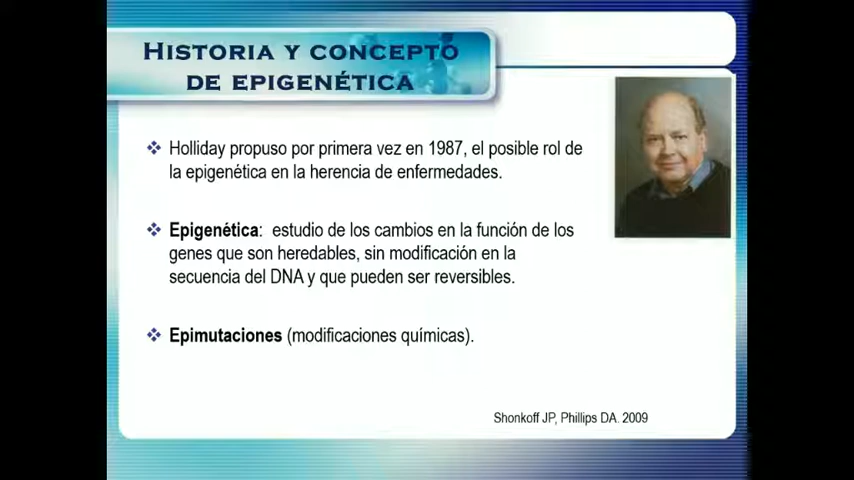 HISTORIA Y CONCEPTO
DE EPIGENÉTICA
❖ Holliday propuso por primera vez en 1987, el posible rol de
la epigenética en la herencia de enfermedades.
❖ Epigenética: estudio de los cambios en la función de los
genes que son heredables, sin modificación en la
secuencia del DNA y que pueden ser reversibles.
❖ Epimutaciones (modificaciones químicas).
Shonkoff JP, Phillips DA. 2009